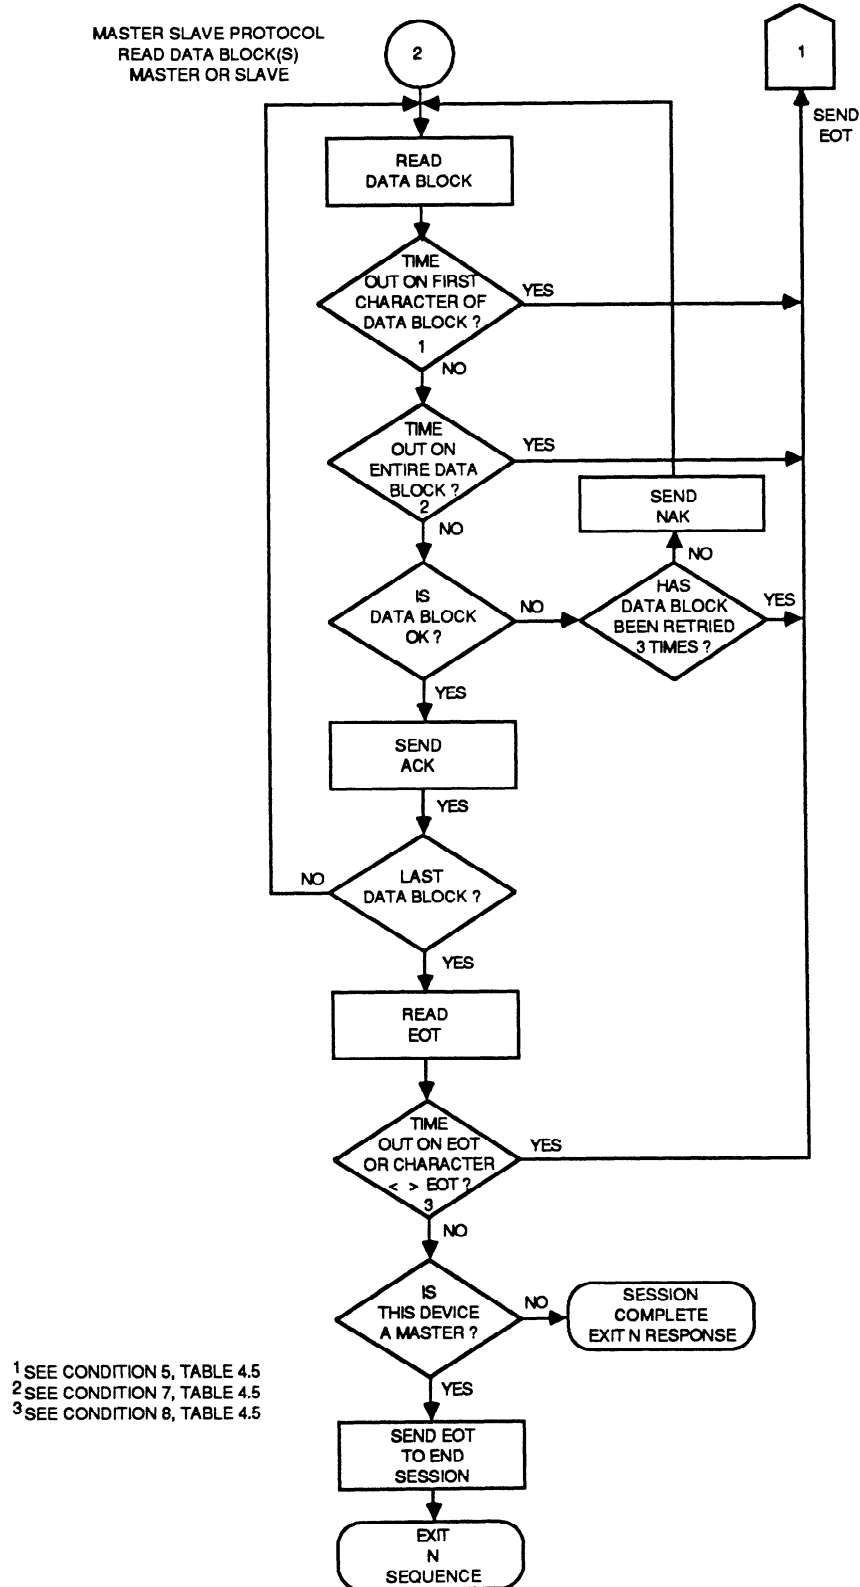 MASTER SLAVE PROTOCOL
READ DATA BLOCK(S)
MASTER OR SLAVE
2
1
SEND
EOT
READ
DATA BLOCK
TIME
OUT ON FIRST
CHARACTER OF
DATA BLOCK ?
1
YES
NO
TIME
OUT ON
ENTIRE DATA
BLOCK ?
2
YES
NO
SEND
NAK
NO
IS
DATA BLOCK
OK ?
NO
HAS
DATA BLOCK
BEEN RETRIED
3 TIMES ?
YES
YES
SEND
ACK
YES
LAST
DATA BLOCK ?
NO
YES
READ
EOT
TIME
OUT ON EOT
OR CHARACTER
< > EOT ?
3
YES
NO
IS
THIS DEVICE
A MASTER ?
NO
SESSION
COMPLETE
EXIT N RESPONSE
YES
1 SEE CONDITION 5, TABLE 4.5
2 SEE CONDITION 7, TABLE 4.5
3 SEE CONDITION 8, TABLE 4.5
SEND EOT
TO END
SESSION
EXIT
N
SEQUENCE